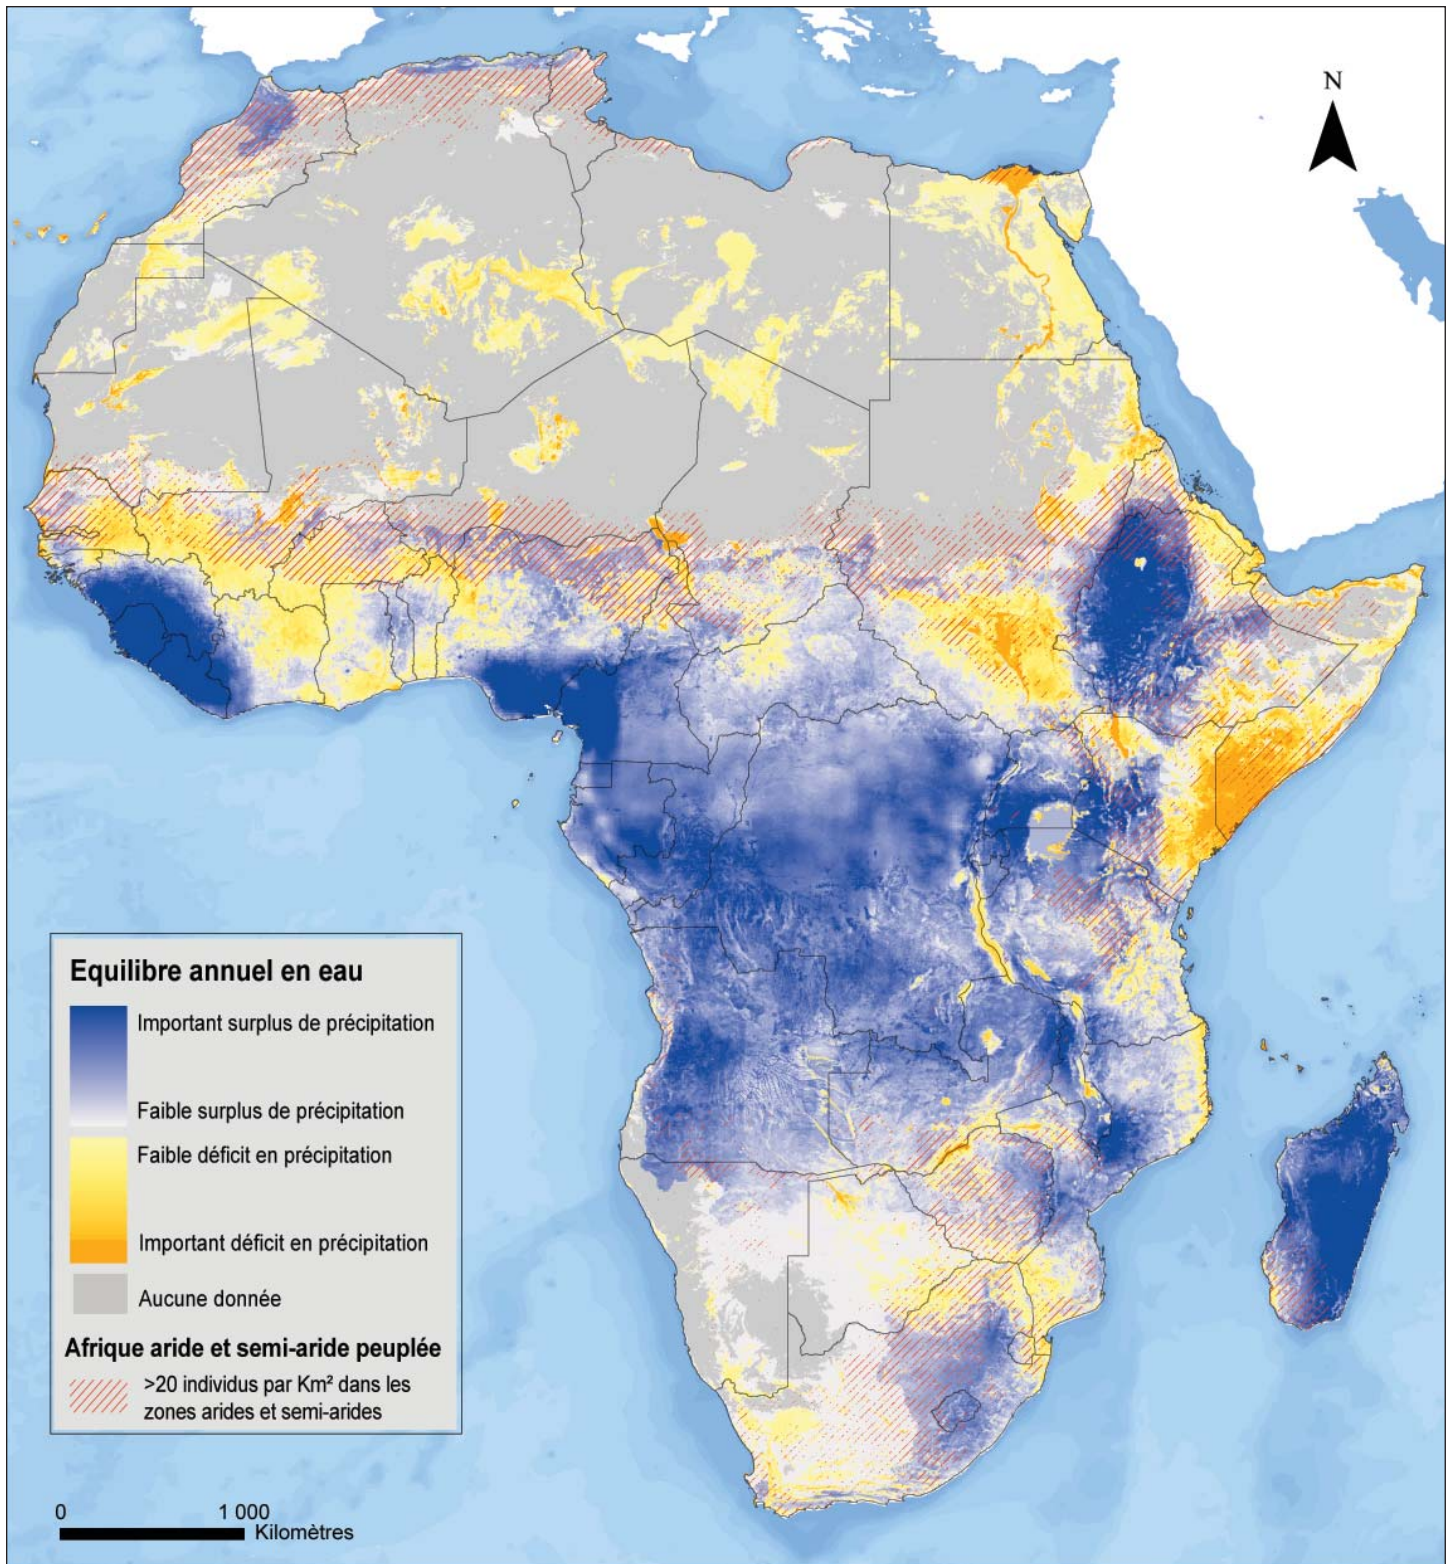 N
Equilibre annuel en eau
Important surplus de précipitation
Faible surplus de précipitation
Faible déficit en précipitation
Important déficit en précipitation
Aucune donnée
Afrique aride et semi-aride peuplée
>20 individus par Km² dans les
zones arides et semi-arides
0 1 000
Kilomètres